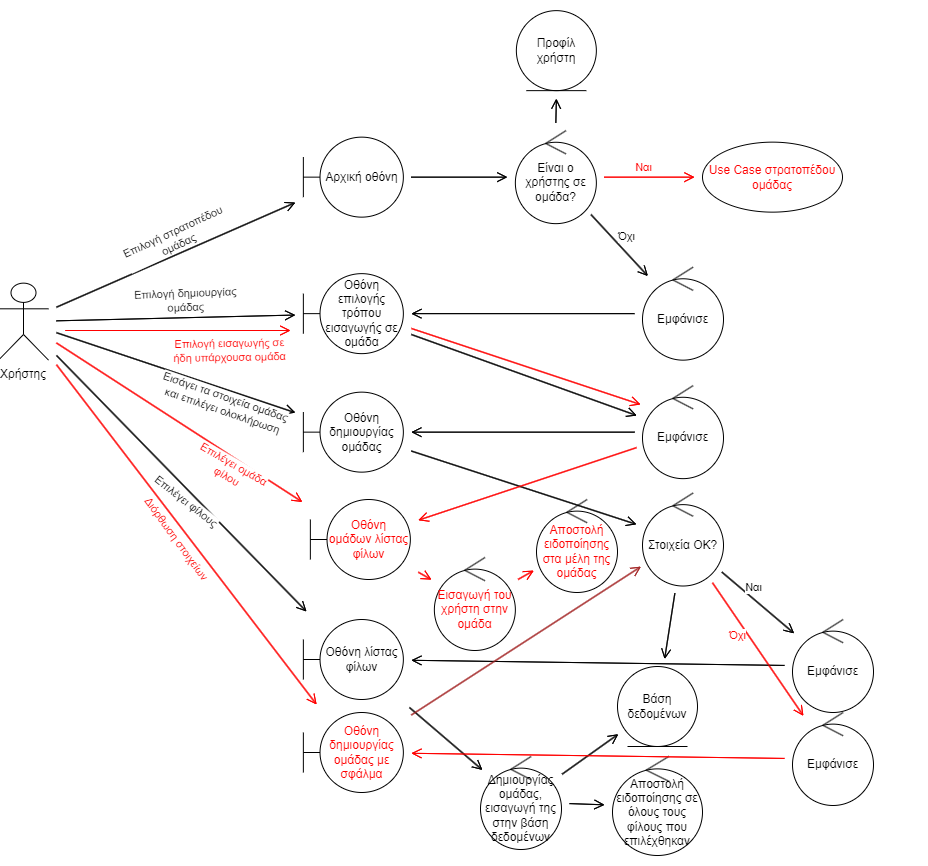 Προφίλ
χρήστη
Αρχική οθόνη
Είναι ο
χρήστης σε
ομάδα?
Ναι
Use Case στρατοπέδου
ομάδας
Επιλογή στρατοπέδου
ομάδας
Όχι
Επιλογή δημιουργίας
ομάδας
Οθόνη
επιλογής
τρόπου
εισαγωγής σε
ομάδα
Εμφάνισε
Επιλογή εισαγωγής σε
ήδη υπάρχουσα ομάδα
Χρήστης
Εισάγει τα στοιχεία ομάδας
και επιλέγει ολοκλήρωση
Οθόνη
δημιουργίας
ομάδας
Εμφάνισε
Επιλέγει ομάδα
φίλου
Επιλέγει φίλους
Διόρθωση στοιχείων
Οθόνη
ομάδων λίστας
φίλων
Αποστολή
ειδοποίησης
στα μέλη της
ομάδας
Στοιχεία ΟΚ?
Εισαγωγή του
χρήστη στην
ομάδα
Ναι
Όχι
Οθόνη λίστας
φίλων
Εμφάνισε
Βάση
δεδομένων
Οθόνη
δημιουργίας
ομάδας με
σφάλμα
Εμφάνισε
Δημιουργίας
ομάδας,
εισαγωγή της
στην βάση
δεδομένων
Αποστολή
ειδοποίησης σε
όλους τους
φίλους που
επιλέχθηκαν